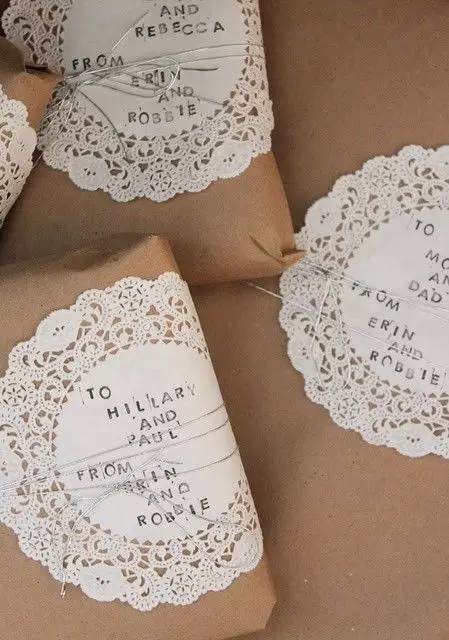 AND
REBECCA
FROM
ERIN
AND
ROBBIE
TO
MO
AND
DAD
FROM
ERIN
AND
ROBBIE
TO
HILLARY
AND
PAUL
FROM
ERIN
AND
ROBBIE